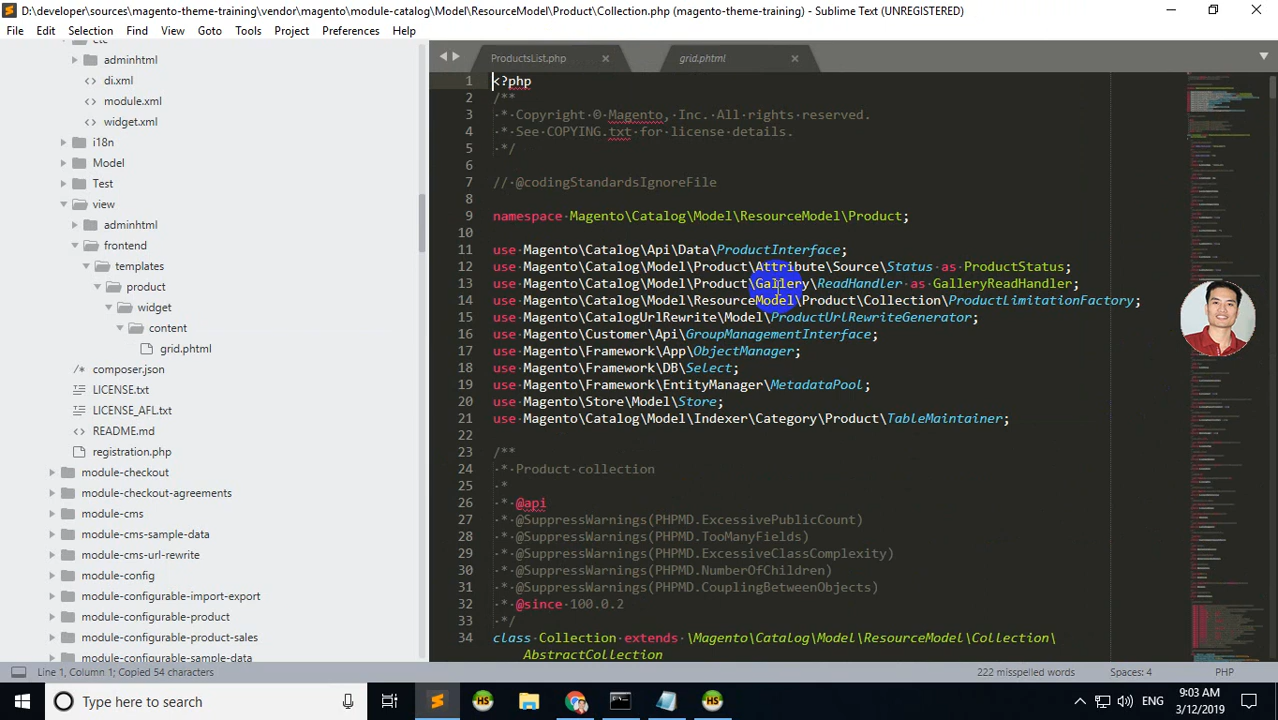 D:\developer\sources\magento-theme-training\vendor\magento\module-catalog\Model\ResourceModel\Product\Collection.php (magento-theme-training) - Sublime Text (UNREGISTERED)
File Edit Selection Find View Goto Tools Project Preferences Help
adminhtml
di.xml
module.xml
widget.xml
i18n
Model
Test
view
adminhtml
frontend
templates
product
widget
content
grid.phtml
composer.json
LICENSE.txt
LICENSE_AFL.txt
README.md
registration.php
module-checkout
module-checkout-agreements
module-cms
module-cms-sample-data
module-cms-url-rewrite
module-config
module-configurable-import-export
module-configurable-product
module-configurable-product-sales
module-configurable-sample-data
ProductsList.php
grid.phtml
1 <?php
2 /**
3 * Copyright © Magento, Inc. All rights reserved.
4 * See COPYING.txt for license details.
5 */
6
7 // @codingStandardsIgnoreFile
8
9 namespace Magento\Catalog\Model\ResourceModel\Product;
10
11 use Magento\Catalog\Api\Data\ProductInterface;
12 use Magento\Catalog\Model\Product\Attribute\Source\Status as ProductStatus;
13 use Magento\Catalog\Model\Product\Gallery\ReadHandler as GalleryReadHandler;
14 use Magento\Catalog\Model\ResourceModel\Product\Collection\ProductLimitationFactory;
15 use Magento\CatalogUrlRewrite\Model\ProductUrlRewriteGenerator;
16 use Magento\Customer\Api\GroupManagementInterface;
17 use Magento\Framework\App\ObjectManager;
18 use Magento\Framework\DB\Select;
19 use Magento\Framework\EntityManager\MetadataPool;
20 use Magento\Store\Model\Store;
21 use Magento\Catalog\Model\Indexer\Category\Product\TableMaintainer;
22
23 /**
24 * Product collection
25 *
26 * @api
27 * @SuppressWarnings(PHPMD.ExcessivePublicCount)
28 * @SuppressWarnings(PHPMD.TooManyFields)
29 * @SuppressWarnings(PHPMD.ExcessiveClassComplexity)
30 * @SuppressWarnings(PHPMD.NumberOfChildren)
31 * @SuppressWarnings(PHPMD.CouplingBetweenObjects)
32 * @since 100.0.2
33 */
34 class Collection extends \Magento\Catalog\Model\ResourceModel\Collection\
AbstractCollection
Line 1, Column 1; Copied 54 characters
222 misspelled words
Spaces: 4
PHP
Type here to search
HS
HS
ENG
9:03 AM
3/12/2019